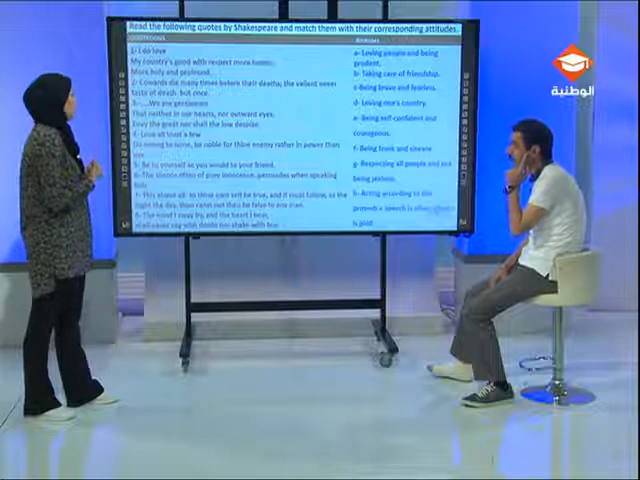 Read the following quotes by Shakespeare and match them with their corresponding attitudes.
1- I do love
My country's good with respect more
More holy and profound.
2- Cowards die many times before their deaths; the valiant never
taste of death but once.
3- ....We are gentlemen
That neither in our hearts, nor outward eyes,
Envy the great nor shall the low despise.
4- Love all trust a few
Do wrong to none, be able for thine enemy rather in power than
use
5- Be to yourself as you would to your friend.
6- The silence often of pure innocence, persuades when speaking
fails
7- This above all: to thine own self be true, and it must follow, as the
night the day, thou canst not then be false to any man.
8- The mind I sway by, and the heart I bear,
shall never sag with doubt nor shake with fear
a- Loving people and being
prudent.
b- Taking care of friendship.
c-Being brave and fearless.
d- Loving one's country.
e- Being self-confident and
courageous.
f- Being frank and sincere
g- Respecting all people and not
being jealous.
h- Acting according to the
proverb « speech is silver, silence
is gold
الوطنية